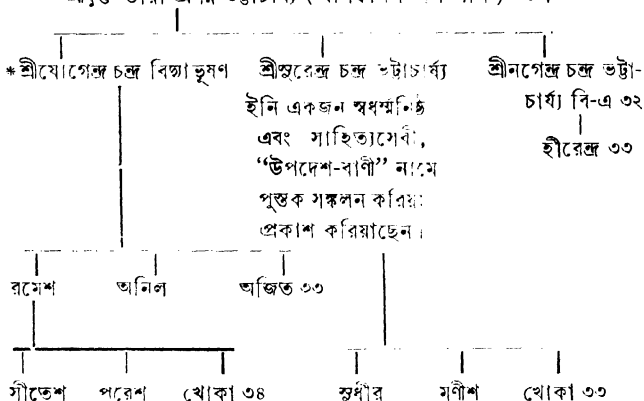 *শ্রীযোগেন্দ্র চন্দ্র বিদ্যাভূষণ শ্রীসুরেন্দ্র চন্দ্র ভট্টাচার্য্য শ্রীনগেন্দ্র চন্দ্র ভট্টা-
ইনি একজন স্বধর্ম্মনিষ্ঠ চার্য্য বি-এ ৩২
এবং সাহিত্যসেবী,
হীরেন্দ্র ৩৩
“উপদেশ-বাণী” নামে
পুস্তক সঙ্কলন করিয়া
প্রকাশ করিয়াছেন।
রমেশ অনিল অজিত ৩৩
সীতেশ পরেশ খোকা ৩৪ সুধীর মণীশ খোকা ৩৩